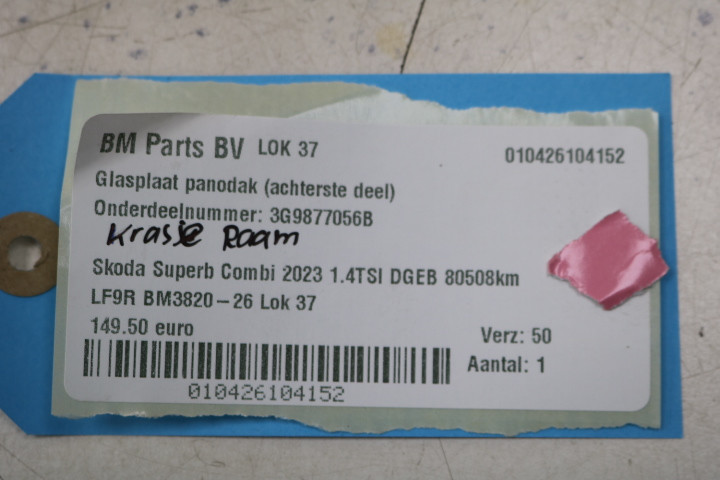 BM Parts BV LOK 37
010426104152
Glasplaat panodak (achterste deel)
Onderdeelnummer: 3G9877056B
Krasje Raam
Skoda Superb Combi 2023 1.4TSI DGEB 80508km
LF9R BM3820-26 Lok 37
149.50 euro
Verz: 50
Aantal: 1
010426104152